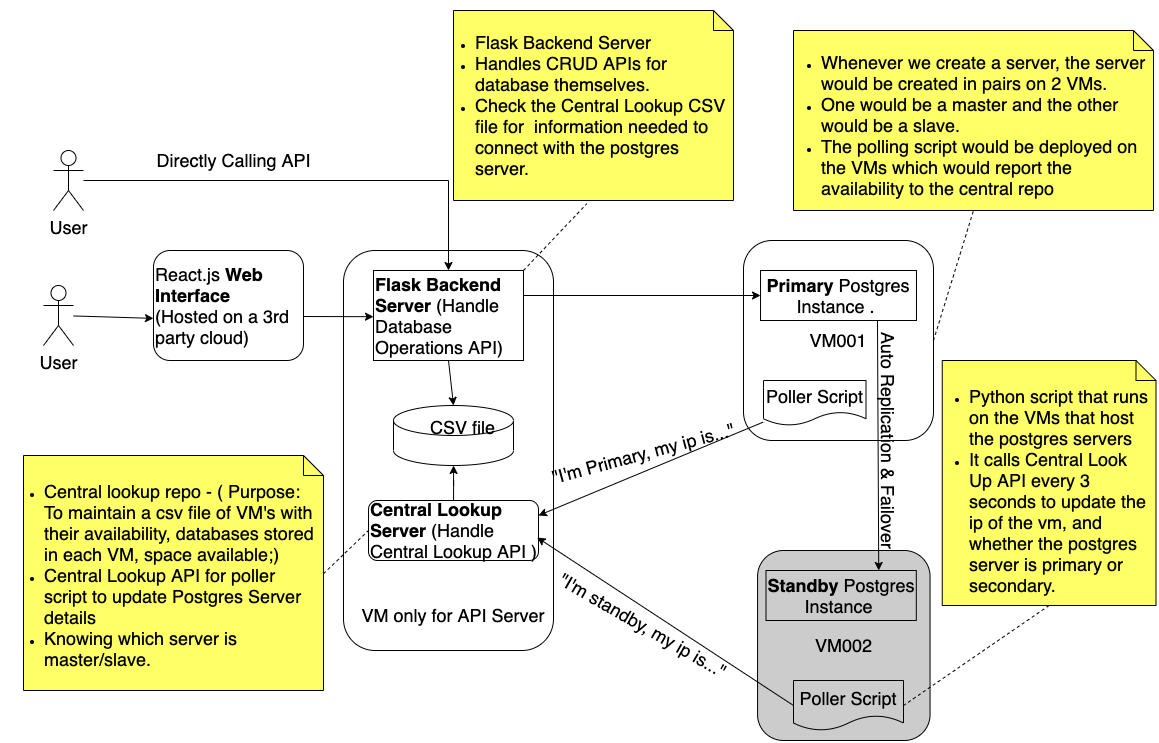 • Flask Backend Server
• Handles CRUD APIs for
database themselves.
• Check the Central Lookup CSV
file for information needed to
connect with the postgres
server.
• Whenever we create a server, the server
would be created in pairs on 2 VMs.
• One would be a master and the other
would be a slave.
• The polling script would be deployed on
the VMs which would report the
availability to the central repo
Directly Calling API
User
React.js Web
Interface
(Hosted on a 3rd
party cloud)
User
Flask Backend
Server (Handle
Database
Operations API)
CSV file
Central Lookup
Server (Handle
Central Lookup API )
VM only for API Server
Primary Postgres
Instance .
VM001
Poller Script
Auto Replication & Failover
"I'm Primary, my ip is..."
"I'm standby, my ip is..."
Standby Postgres
Instance
VM002
Poller Script
• Central lookup repo - ( Purpose:
To maintain a csv file of VM's with
their availability, databases stored
in each VM, space available;)
• Central Lookup API for poller
script to update Postgres Server
details
• Knowing which server is
master/slave.
• Python script that runs
on the VMs that host
the postgres servers
• It calls Central Look
Up API every 3
seconds to update the
ip of the vm, and
whether the postgres
server is primary or
secondary.